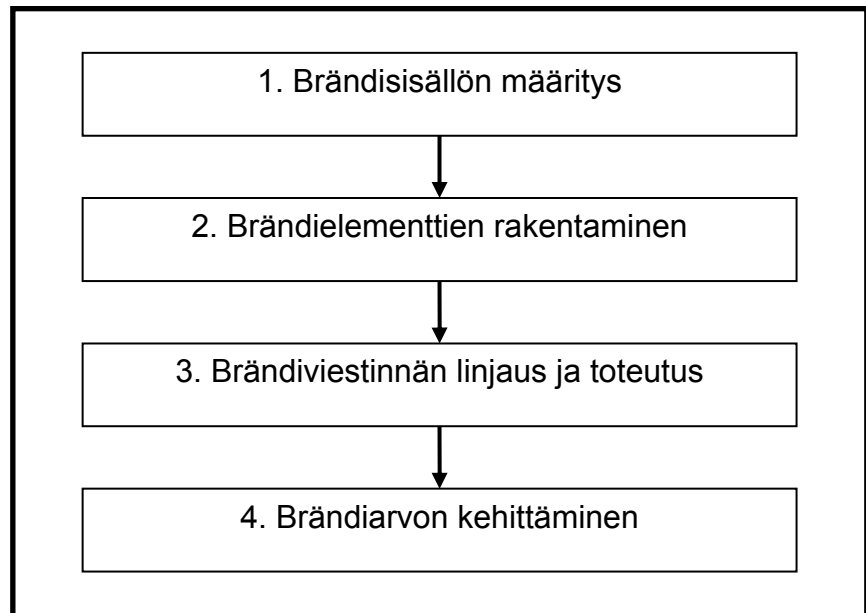 1. Brändisisällön määritys
2. Brändielementtien rakentaminen
3. Brändiviestinnän linjaus ja toteutus
4. Brändiarvon kehittäminen